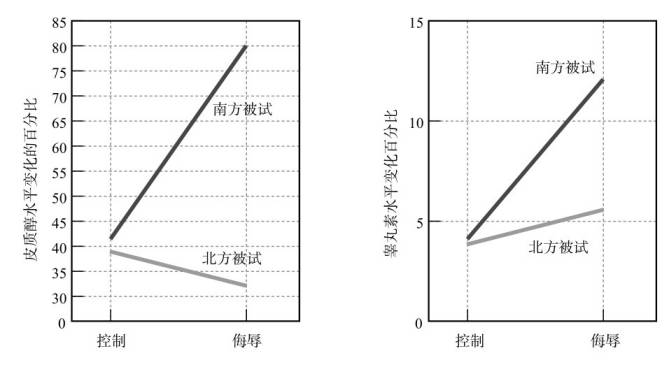 皮质醇水平变化的百分比
85
80
75
70
65
60
55
50
45
40
35
30
0
南方被试
北方被试
控制
侮辱
睾丸素水平变化百分比
15
10
5
0
南方被试
北方被试
控制
侮辱